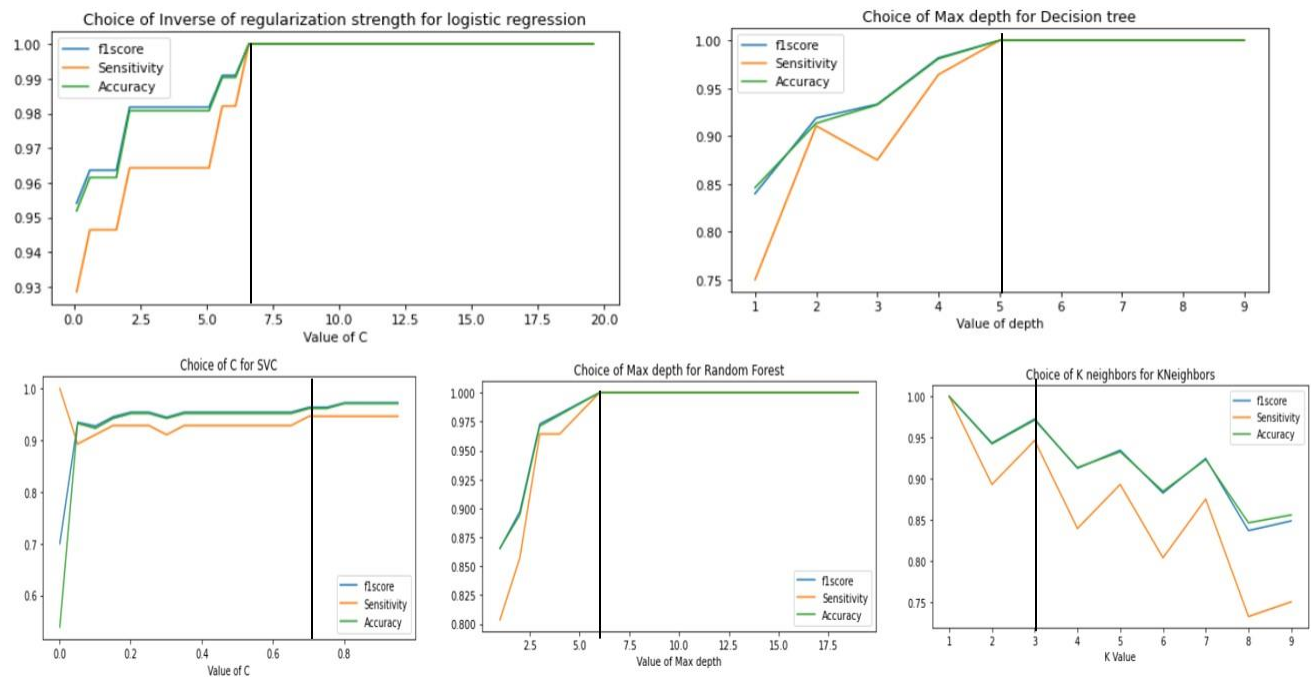 Choice of Inverse of regularization strength for logistic regression
f1score
Sensitivity
Accuracy
1.00
0.99
0.98
0.97
0.96
0.95
0.94
0.93
0.0 2.5 5.0 7.5 10.0 12.5 15.0 17.5 20.0
Value of C
Choice of Max depth for Decision tree
f1score
Sensitivity
Accuracy
1.00
0.95
0.90
0.85
0.80
0.75
1 2 3 4 5 6 7 8 9
Value of depth
Choice of C for SVC
1.0
0.9
0.8
0.7
0.6
f1score
Sensitivity
Accuracy
0.0 0.2 0.4 0.6 0.8
Value of C
Choice of Max depth for Random Forest
1.000
0.975
0.950
0.925
0.900
0.875
0.850
0.825
0.800
f1score
Sensitivity
Accuracy
2.5 5.0 7.5 10.0 12.5 15.0 17.5
Value of Max depth
Choice of K neighbors for KNeighbors
1.00
0.95
0.90
0.85
0.80
0.75
f1score
Sensitivity
Accuracy
1 2 3 4 5 6 7 8 9
K Value